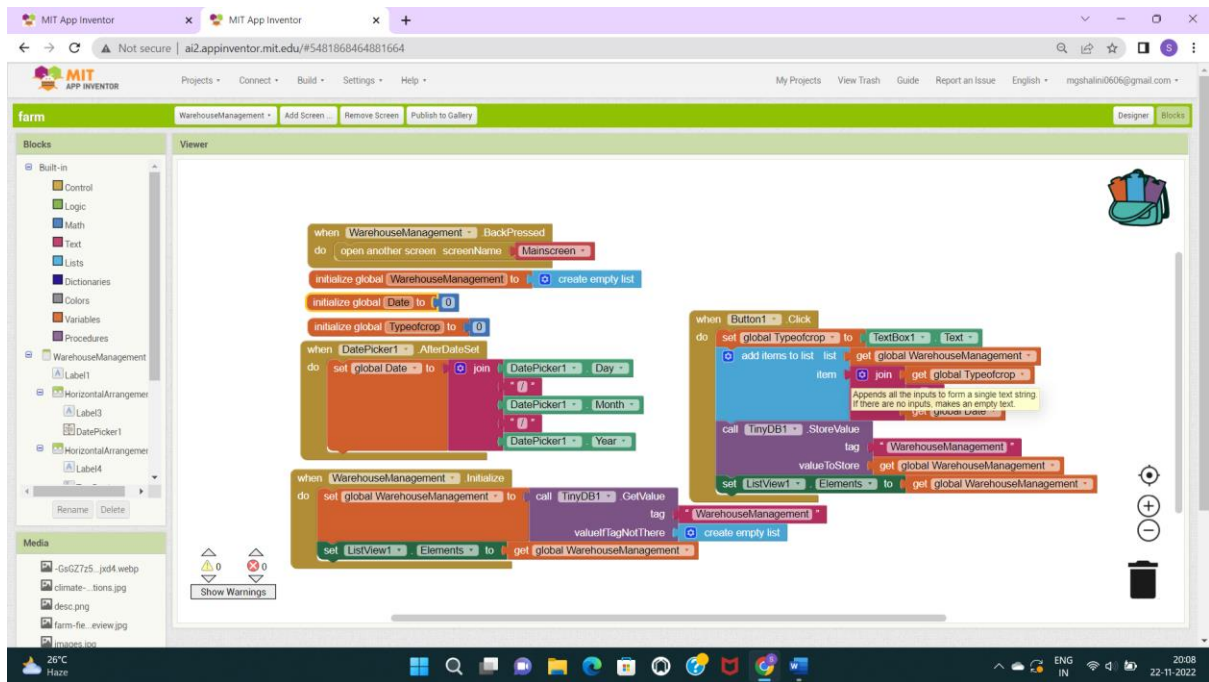 MIT App Inventor
MIT App Inventor
Not secure | ai2.appinventor.mit.edu/#5481868464881664
S
MIT
APP INVENTOR
Projects Connect Build Settings Help
My Projects View Trash Guide Report an Issue English mgshalini0606@gmail.com
farm
WarehouseManagement Add Screen ... Remove Screen Publish to Gallery
Designer Blocks
Blocks
Viewer
Built-in
Control
Logic
Math
Text
Lists
Dictionaries
Colors
Variables
Procedures
WarehouseManagement
Label1
HorizontalArrangemer
Label3
DatePicker1
HorizontalArrangemer
Label4
Rename Delete
Media
-GsGZ7z5...jxd4.webp
climate-...tions.jpg
desc.png
farm-fie...eview.jpg
images.jpg
when WarehouseManagement .BackPressed
do open another screen screenName Mainscreen
initialize global WarehouseManagement to create empty list
initialize global Date to 0
initialize global Typeofcrop to 0
when DatePicker1 .AfterDateSet
do set global Date to join DatePicker1 . Day
" / "
DatePicker1 . Month
" / "
DatePicker1 . Year
when WarehouseManagement .Initialize
do set global WarehouseManagement to call TinyDB1 .GetValue
tag " WarehouseManagement "
valueIfTagNotThere create empty list
set ListView1 . Elements to get global WarehouseManagement
when Button1 .Click
do set global Typeofcrop to TextBox1 . Text
add items to list list get global WarehouseManagement
item join get global Typeofcrop
Appends all the inputs to form a single text string.
If there are no inputs, makes an empty text.
get global Date
call TinyDB1 .StoreValue
tag " WarehouseManagement "
valueToStore get global WarehouseManagement
set ListView1 . Elements to get global WarehouseManagement
0 0
Show Warnings
26°C
Haze
ENG
IN
20:08
22-11-2022